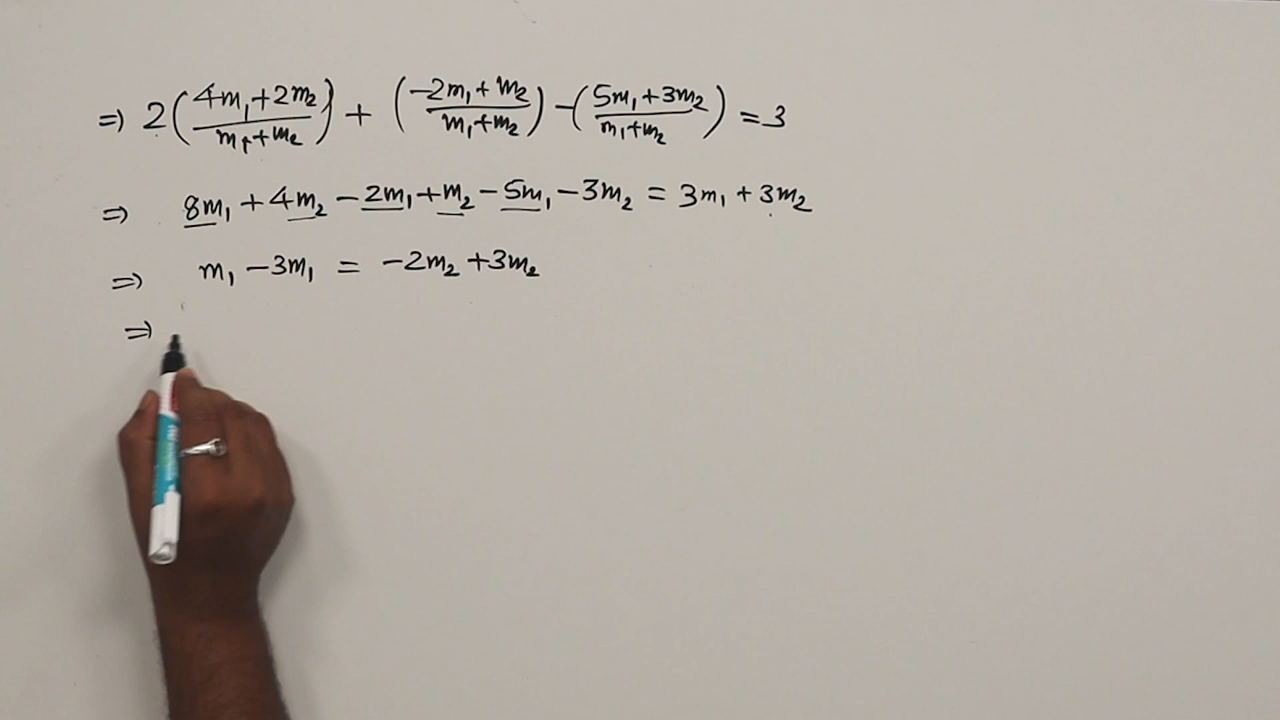 ⇒ 2(4m₁+2m₂/m₁+m₂) + (-2m₁+m₂/m₁+m₂) -(5m₁+3m₂/m₁+m₂) = 3
⇒ 8m₁ + 4m₂ - 2m₁ + m₂ - 5m₁ - 3m₂ = 3m₁ + 3m₂
⇒ m₁ - 3m₁ = -2m₂ + 3m₂
⇒